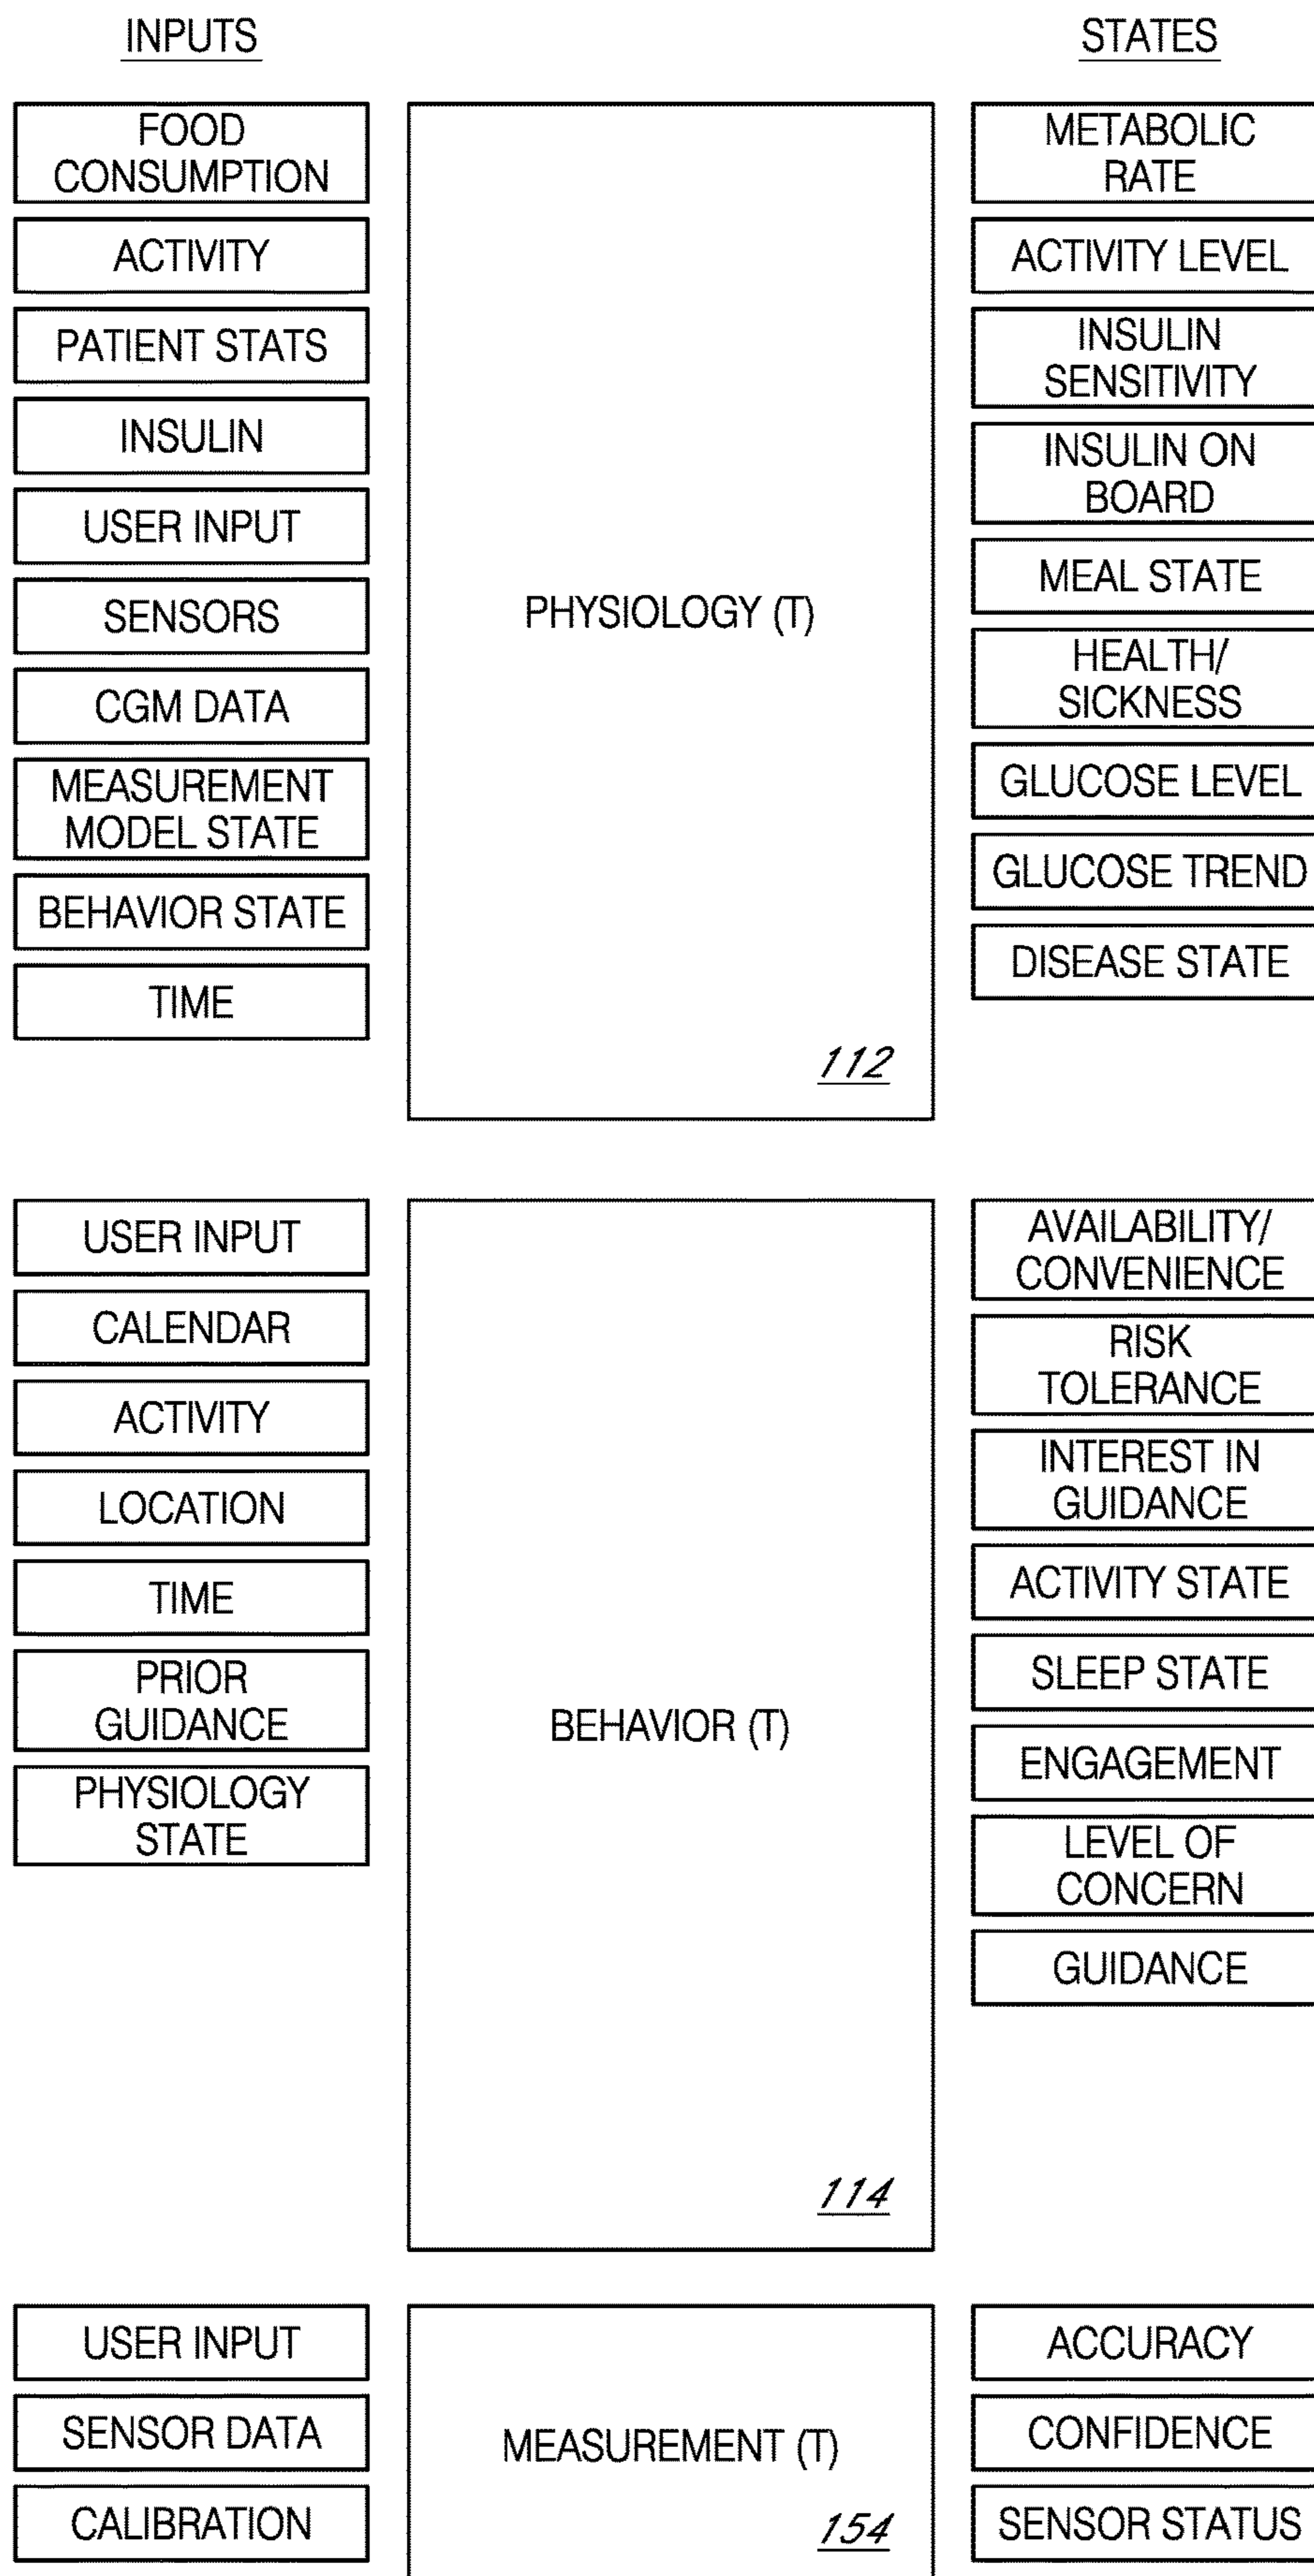 INPUTS
STATES
FOOD
CONSUMPTION
ACTIVITY
PATIENT STATS
INSULIN
USER INPUT
SENSORS
CGM DATA
MEASUREMENT
MODEL STATE
BEHAVIOR STATE
TIME
PHYSIOLOGY (T)
112
METABOLIC
RATE
ACTIVITY LEVEL
INSULIN
SENSITIVITY
INSULIN ON
BOARD
MEAL STATE
HEALTH/
SICKNESS
GLUCOSE LEVEL
GLUCOSE TREND
DISEASE STATE
USER INPUT
CALENDAR
ACTIVITY
LOCATION
TIME
PRIOR
GUIDANCE
PHYSIOLOGY
STATE
BEHAVIOR (T)
114
AVAILABILITY/
CONVENIENCE
RISK
TOLERANCE
INTEREST IN
GUIDANCE
ACTIVITY STATE
SLEEP STATE
ENGAGEMENT
LEVEL OF
CONCERN
GUIDANCE
USER INPUT
SENSOR DATA
CALIBRATION
MEASUREMENT (T)
154
ACCURACY
CONFIDENCE
SENSOR STATUS